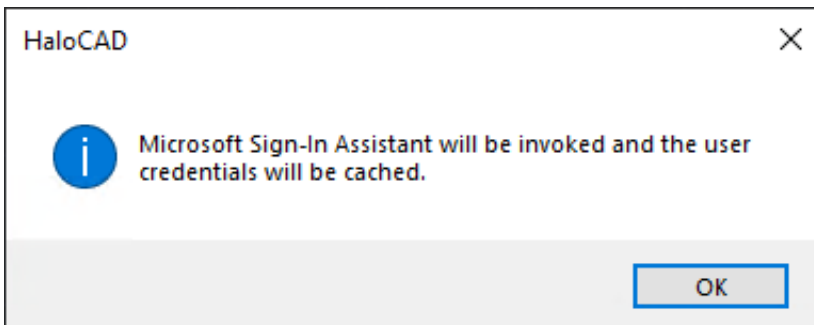 HaloCAD
Microsoft Sign-In Assistant will be invoked and the user
credentials will be cached.
OK